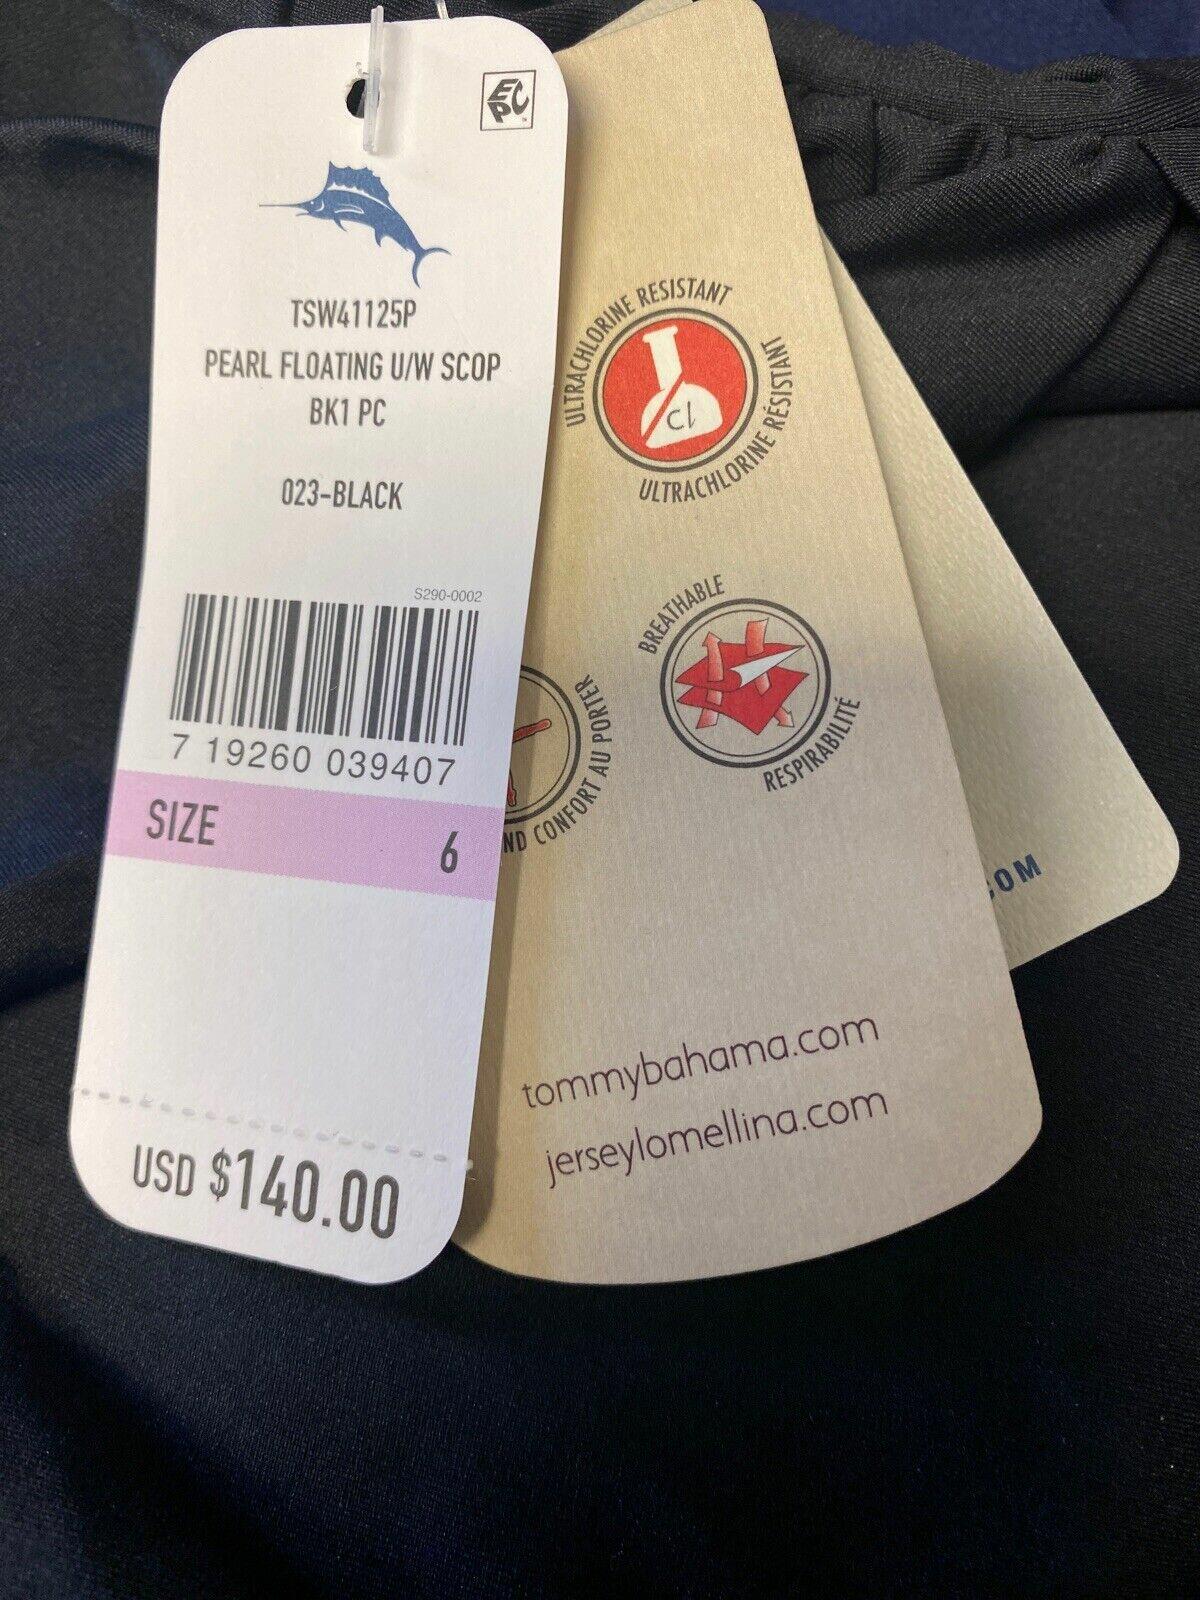 EPC
TSW41125P
PEARL FLOATING U/W SCOP
BK1 PC
023-BLACK
S290-0002
7 19260 039407
SIZE 6
USD $140.00
ULTRACHLORINE RESISTANT
Cl
ULTRACHLORINE RÉSISTANT
BREATHABLE
RESPIRABILITÉ
CONFORT AU PORTER
tommybahama.com
jerseylomellina.com
COM